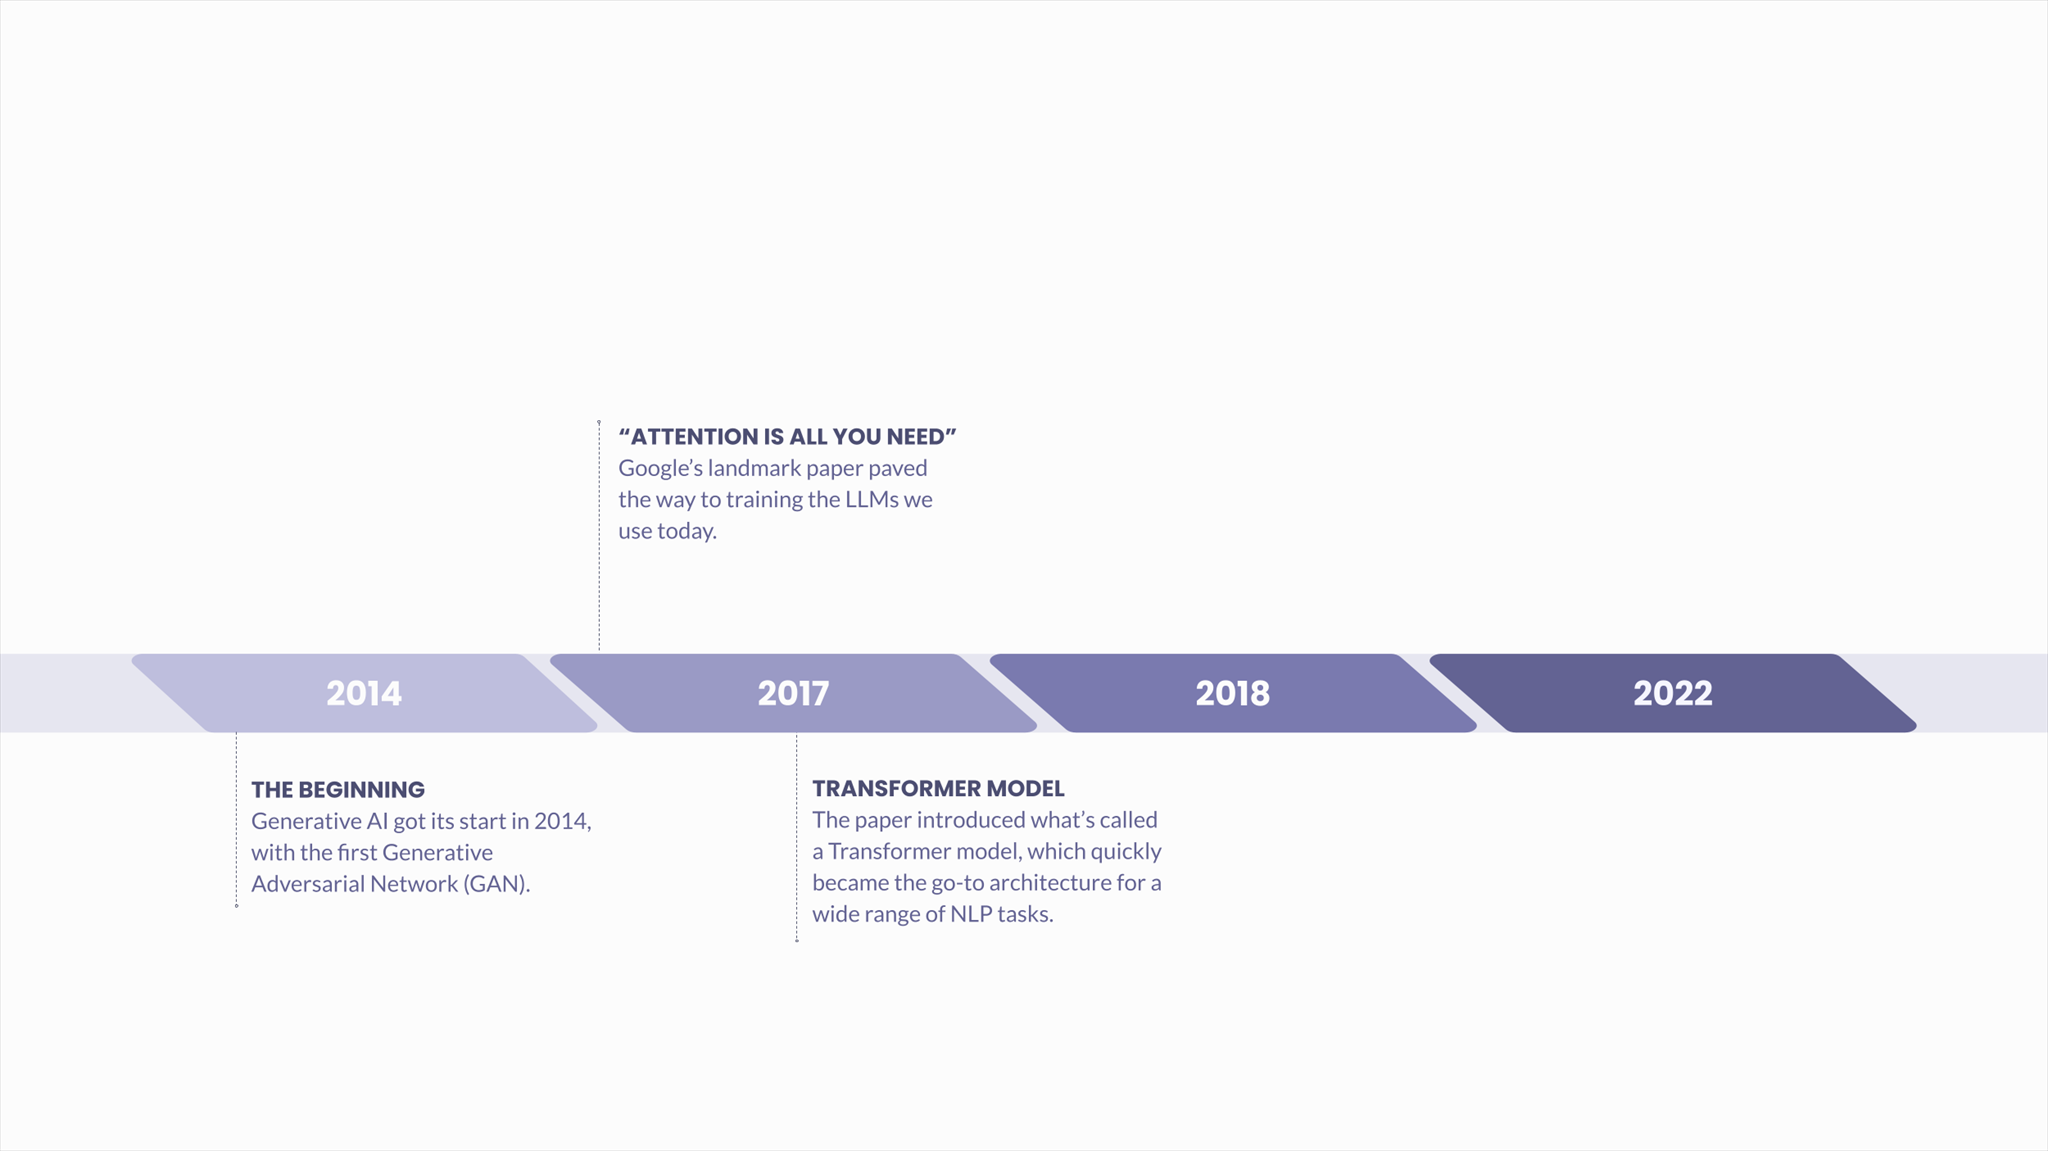 “ATTENTION IS ALL YOU NEED”
Google’s landmark paper paved
the way to training the LLMs we
use today.
2014
2017
2018
2022
THE BEGINNING
Generative AI got its start in 2014,
with the first Generative
Adversarial Network (GAN).
TRANSFORMER MODEL
The paper introduced what’s called
a Transformer model, which quickly
became the go-to architecture for a
wide range of NLP tasks.